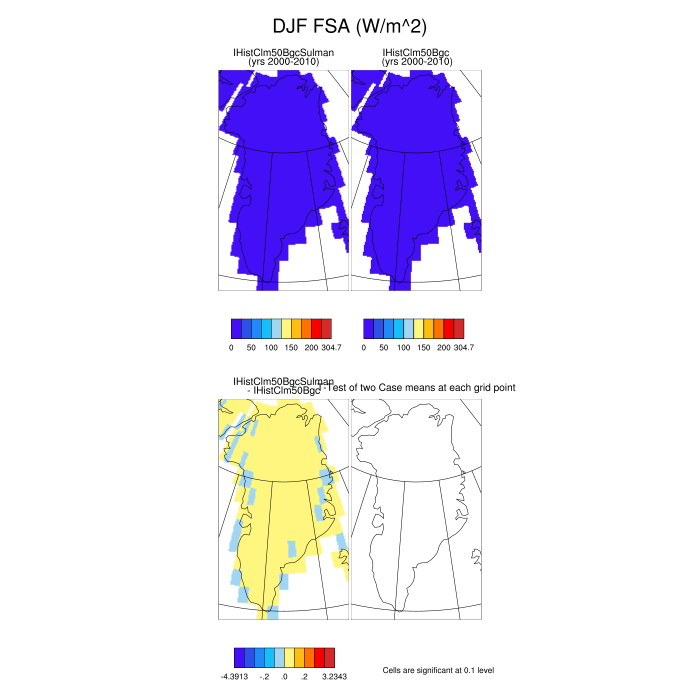 DJF FSA (W/m^2)
IHistClm50BgcSulman
(yrs 2000-2010)
IHistClm50Bgc
(yrs 2000-2010)
0 50 100 150 200 304.7
0 50 100 150 200 304.7
IHistClm50BgcSulman
- IHistClm50Bgc
T-Test of two Case means at each grid point
-4.3913 -.2 .0 .2 3.2343
Cells are significant at 0.1 level